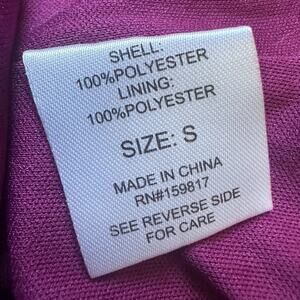 SHELL:
100%POLYESTER
LINING:
100%POLYESTER
SIZE: S
MADE IN CHINA
RN#159817
SEE REVERSE SIDE
FOR CARE